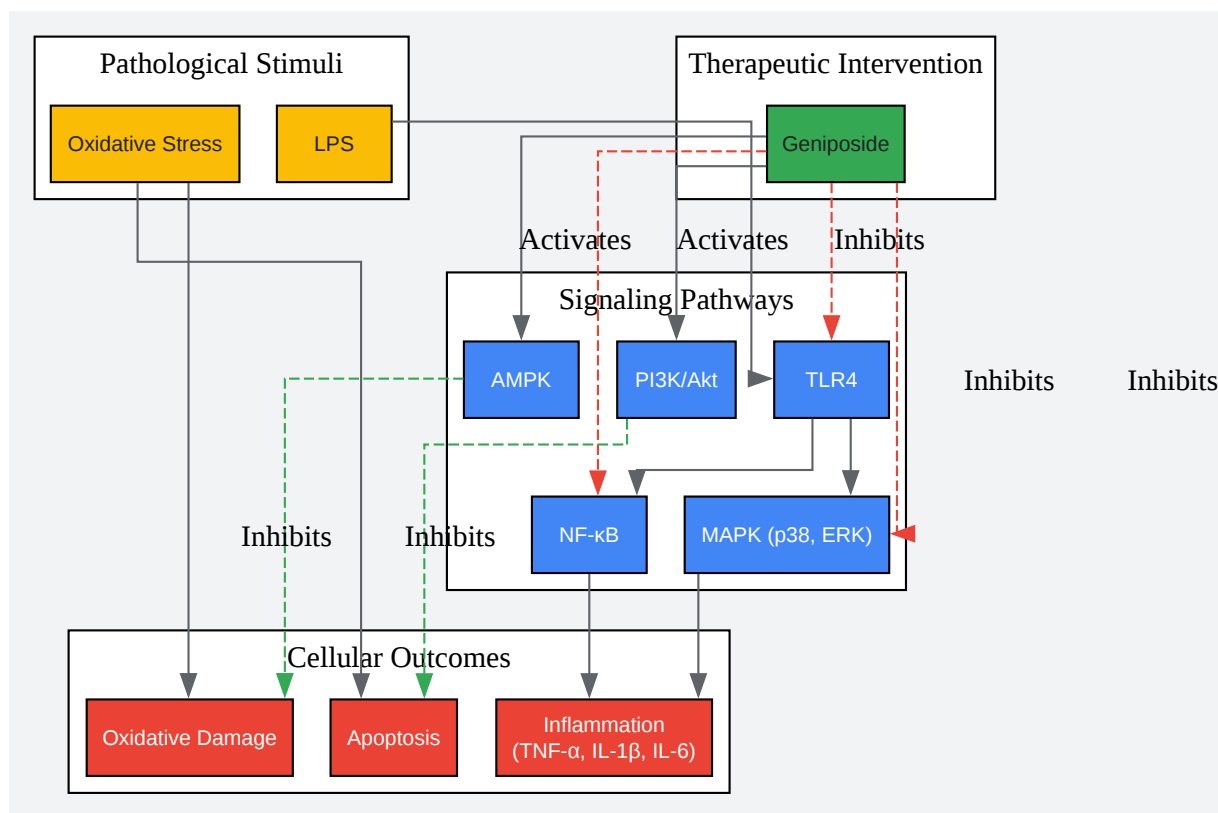 Pathological Stimuli
Therapeutic Intervention
Oxidative Stress
LPS
Geniposide
Activates
Activates
Inhibits
Signaling Pathways
AMPK
PI3K/Akt
TLR4
Inhibits
Inhibits
NF-κB
MAPK (p38, ERK)
Inhibits
Inhibits
Cellular Outcomes
Oxidative Damage
Apoptosis
Inflammation
(TNF-α, IL-1β, IL-6)